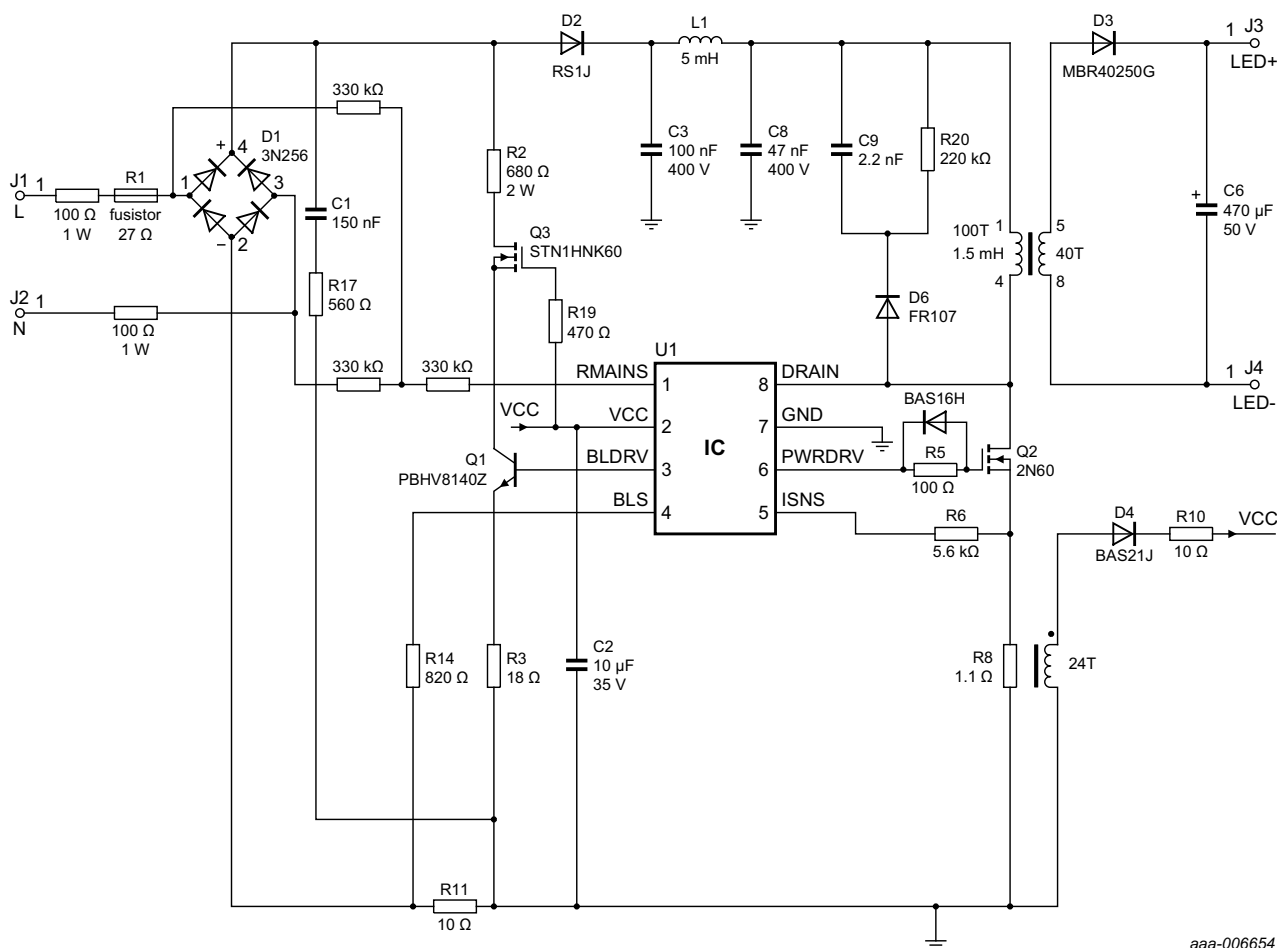 D2
RS1J
L1
5 mH
D3
MBR40250G
1 J3
LED+
330 kΩ
D1
3N256
+ 4
1
3
− 2
J1 1
L
100 Ω
1 W
R1
fusistor
27 Ω
C1
150 nF
R2
680 Ω
2 W
C3
100 nF
400 V
C8
47 nF
400 V
C9
2.2 nF
R20
220 kΩ
100T
1.5 mH
1
4
5
40T
8
+
C6
470 µF
50 V
Q3
STN1HNK60
R17
560 Ω
R19
470 Ω
D6
FR107
J2 1
N
100 Ω
1 W
330 kΩ
330 kΩ
U1
IC
RMAINS 1
VCC
VCC 2
BLDRV 3
BLS 4
8 DRAIN
7 GND
6 PWRDRV
5 ISNS
Q1
PBHV8140Z
BAS16H
R5
100 Ω
Q2
2N60
R6
5.6 kΩ
1 J4
LED-
D4
BAS21J
R10
10 Ω
VCC
R14
820 Ω
R3
18 Ω
C2
10 µF
35 V
R8
1.1 Ω
24T
R11
10 Ω
aaa-006654